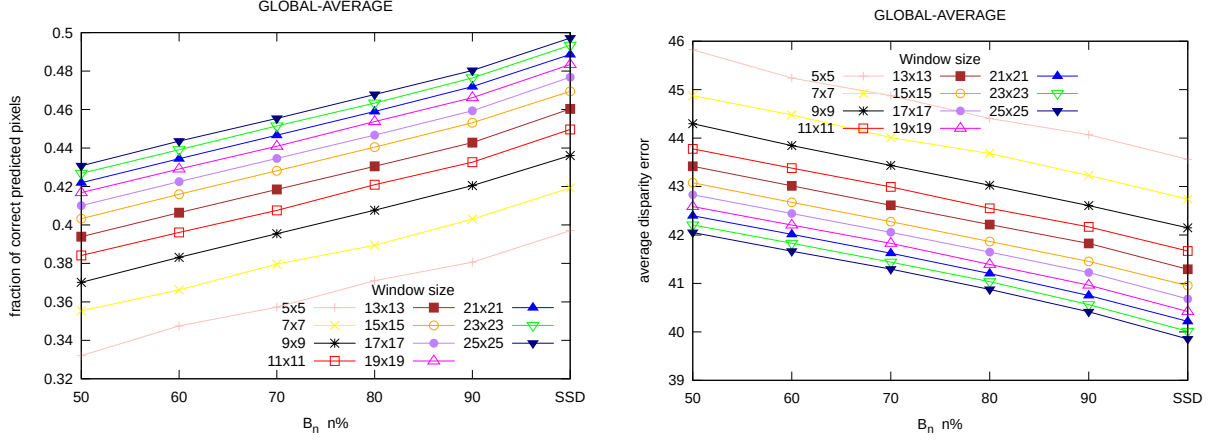 GLOBAL-AVERAGE
0.5
0.48
0.46
0.44
0.42
0.4
0.38
0.36
0.34
0.32
fraction of correct predicted pixels
Window size
5x5 13x13 21x21
7x7 15x15 23x23
9x9 17x17 25x25
11x11 19x19
50 60 70 80 90 SSD
B_n n%
GLOBAL-AVERAGE
46
45
44
43
42
41
40
39
average disparity error
Window size
5x5 13x13 21x21
7x7 15x15 23x23
9x9 17x17 25x25
11x11 19x19
50 60 70 80 90 SSD
B_n n%